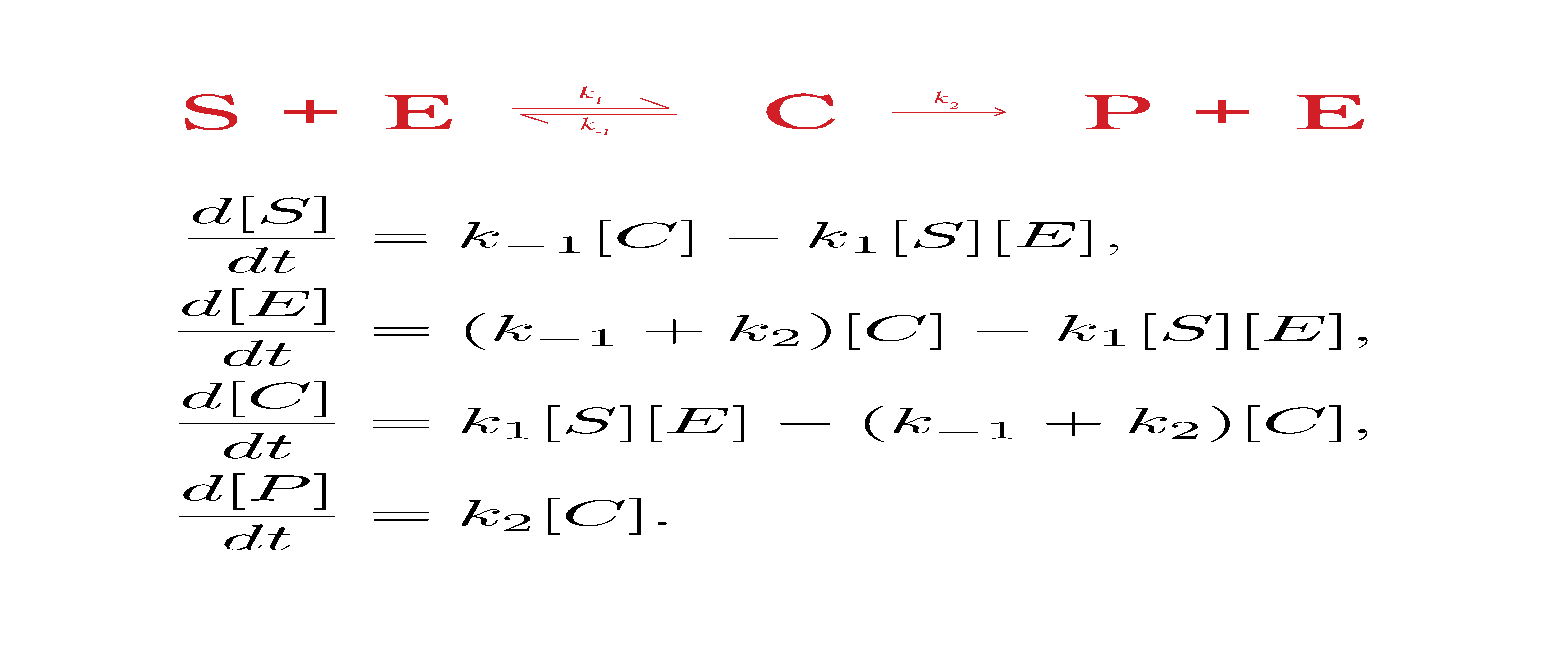 S + E ⇌ C → P + E
k₁ k₋₁ k₂
d[S]/dt = k₋₁[C] − k₁[S][E],
d[E]/dt = (k₋₁ + k₂)[C] − k₁[S][E],
d[C]/dt = k₁[S][E] − (k₋₁ + k₂)[C],
d[P]/dt = k₂[C].